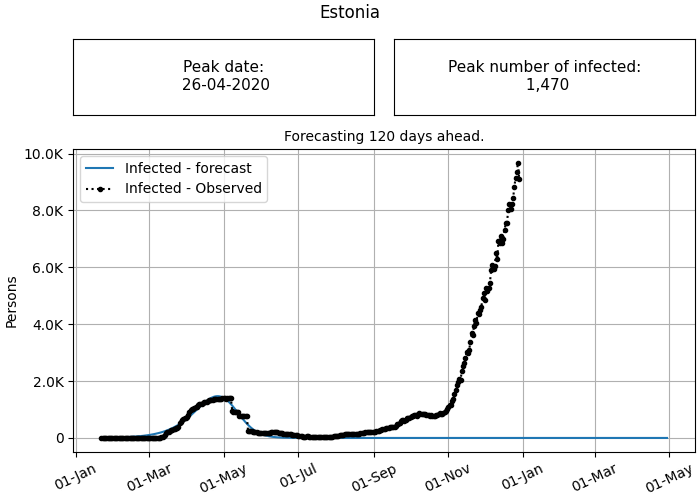 Estonia
Peak date:
26-04-2020
Peak number of infected:
1,470
Forecasting 120 days ahead.
Infected - forecast
Infected - Observed
10.0K
8.0K
6.0K
4.0K
2.0K
0
Persons
01-Jan
01-Mar
01-May
01-Jul
01-Sep
01-Nov
01-Jan
01-Mar
01-May